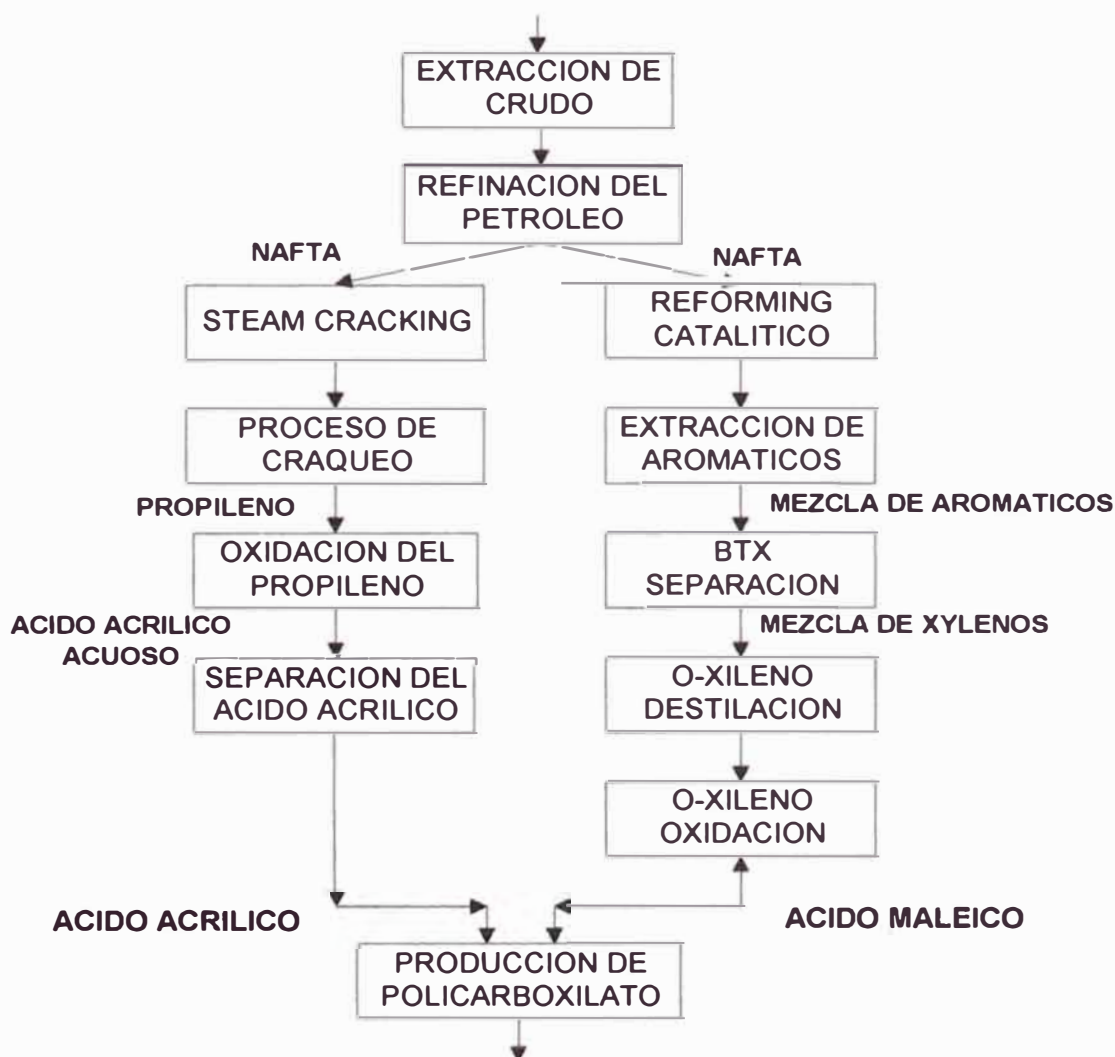 EXTRACCION DE
CRUDO
REFINACION DEL
PETROLEO
NAFTA
NAFTA
STEAM CRACKING
REFORMING
CATALITICO
PROCESO DE
CRAQUEO
EXTRACCION DE
AROMATICOS
PROPILENO
MEZCLA DE AROMATICOS
OXIDACION DEL
PROPILENO
BTX
SEPARACION
ACIDO ACRILICO
ACUOSO
MEZCLA DE XYLENOS
SEPARACION DEL
ACIDO ACRILICO
O-XILENO
DESTILACION
O-XILENO
OXIDACION
ACIDO ACRILICO
ACIDO MALEICO
PRODUCCION DE
POLICARBOXILATO